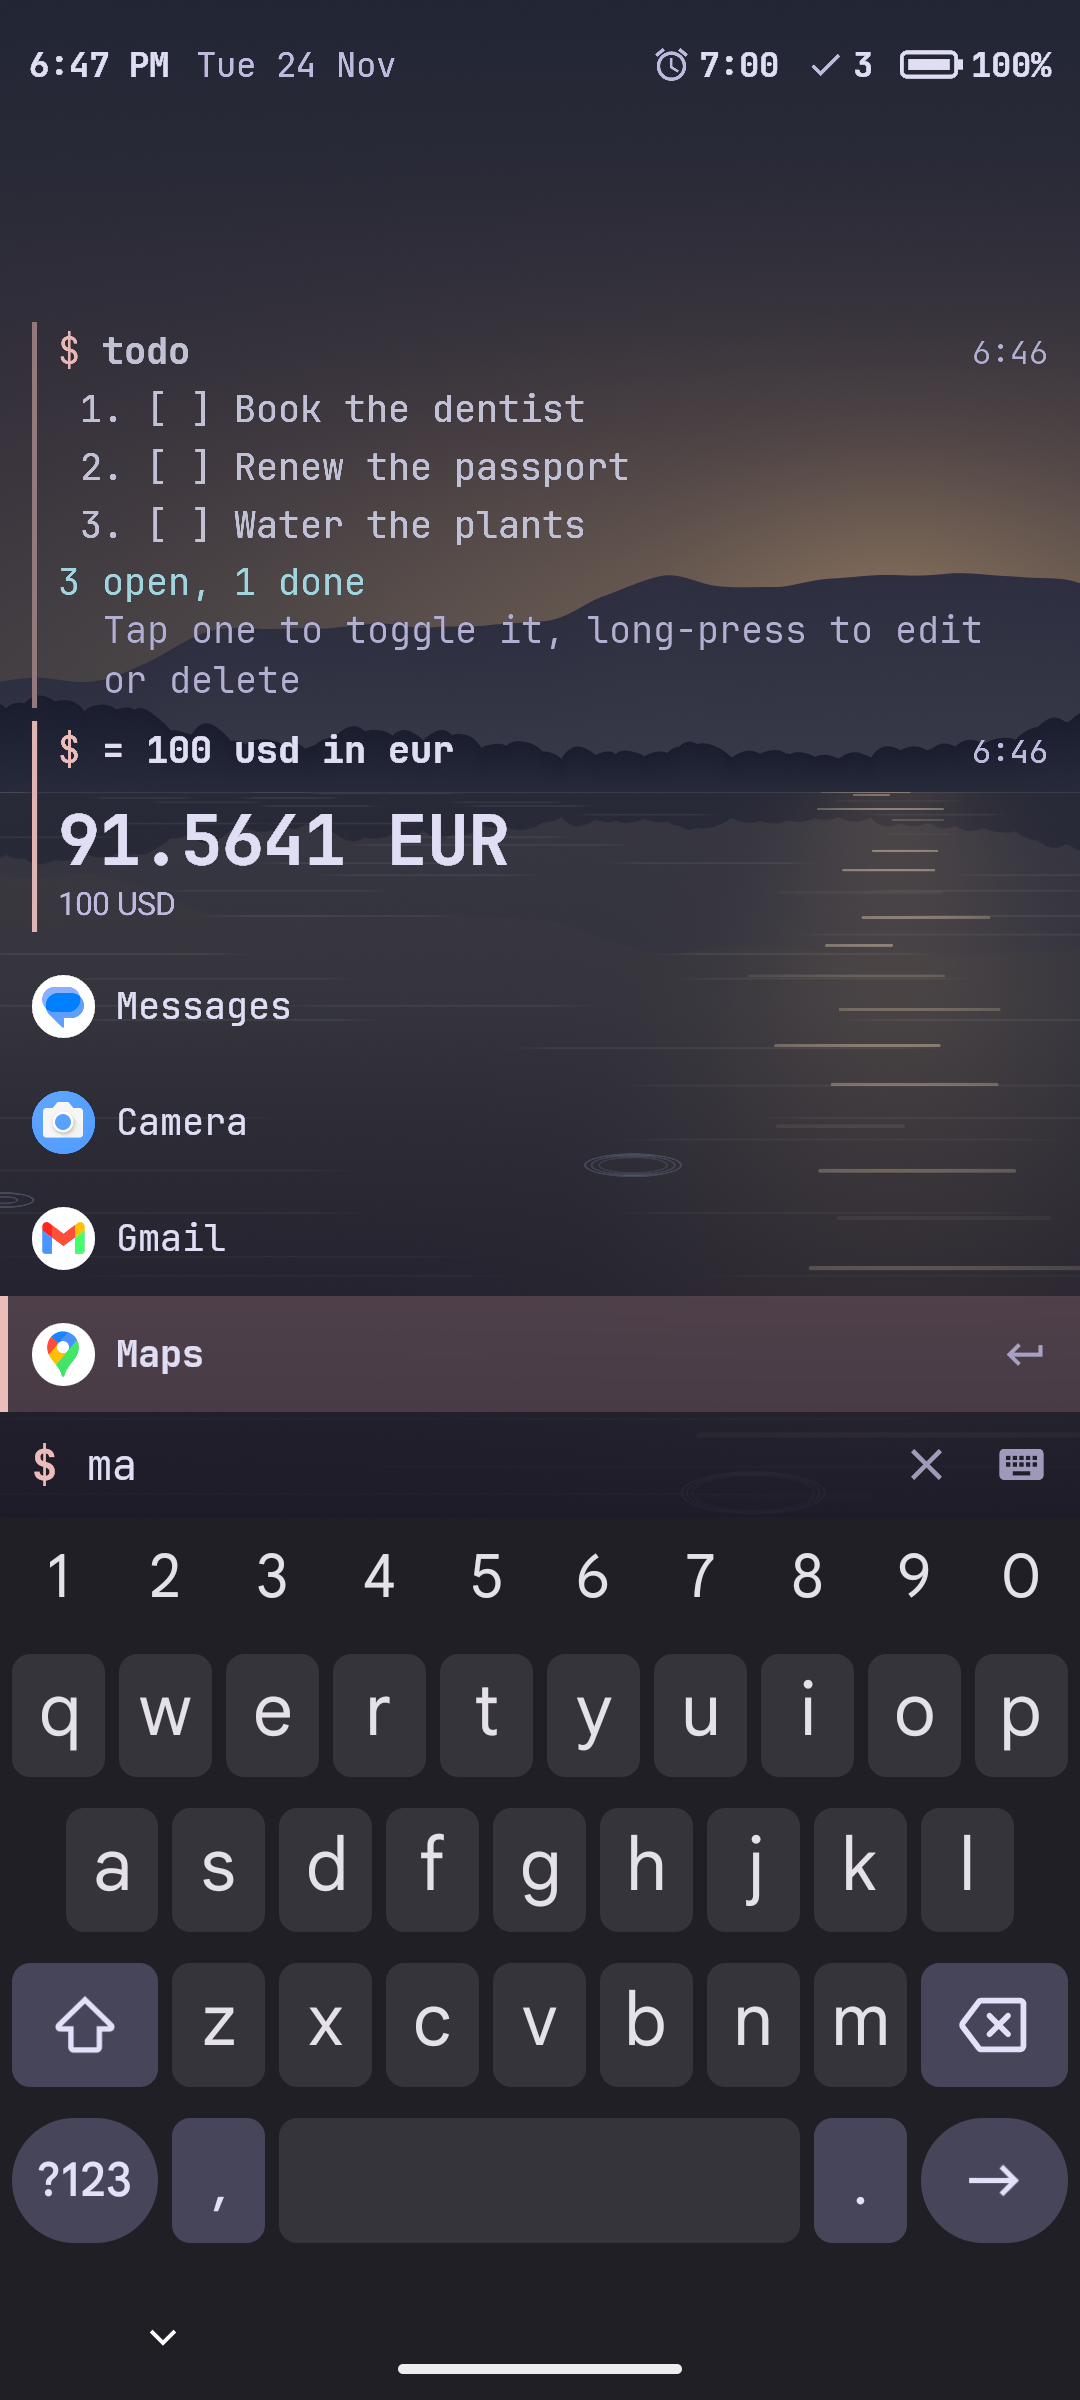 6:47 PM Tue 24 Nov 7:00 3 100%
$ todo 6:46
1. [ ] Book the dentist
2. [ ] Renew the passport
3. [ ] Water the plants
3 open, 1 done
Tap one to toggle it, long-press to edit
or delete
$ = 100 usd in eur 6:46
91.5641 EUR
100 USD
Messages
Camera
Gmail
Maps
$ ma
1 2 3 4 5 6 7 8 9 0
q w e r t y u i o p
a s d f g h j k l
z x c v b n m
?123 , .